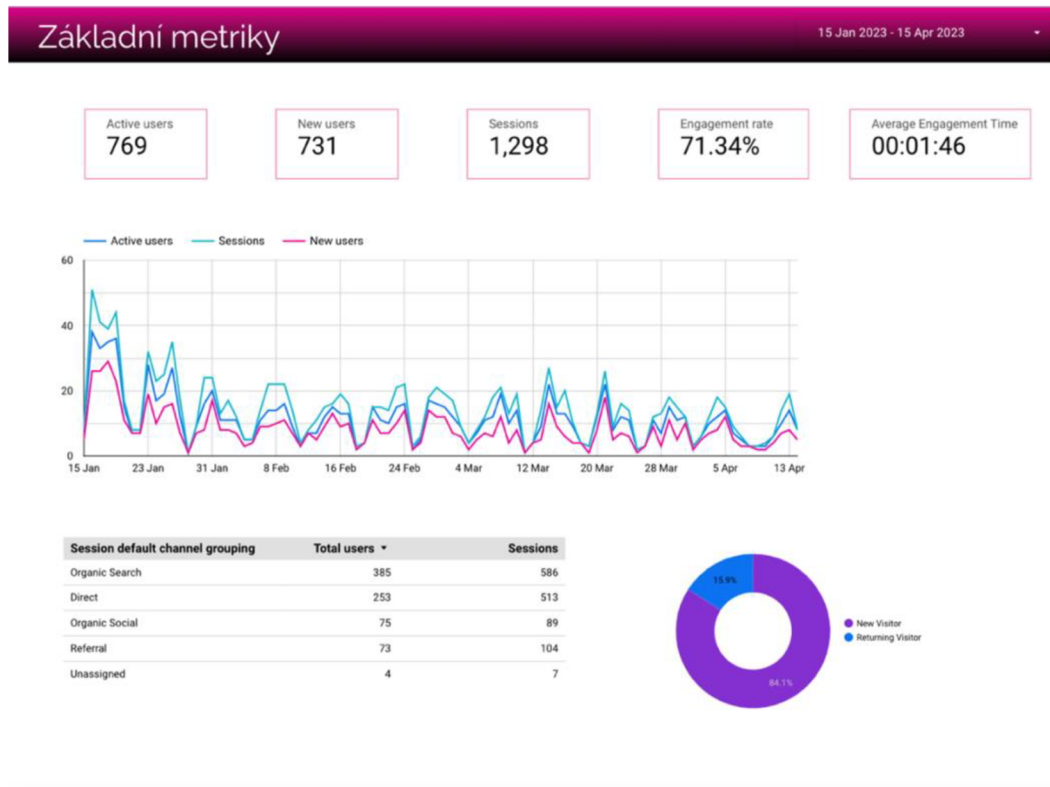 Základní metriky
15 Jan 2023 - 15 Apr 2023
Active users
769
New users
731
Sessions
1,298
Engagement rate
71.34%
Average Engagement Time
00:01:46
Active users Sessions New users
60
40
20
0
15 Jan 23 Jan 31 Jan 8 Feb 16 Feb 24 Feb 4 Mar 12 Mar 20 Mar 28 Mar 5 Apr 13 Apr
Session default channel grouping Total users Sessions
Organic Search 385 586
Direct 253 513
Organic Social 75 89
Referral 73 104
Unassigned 4 7
15.9%
84.1%
New Visitor
Returning Visitor